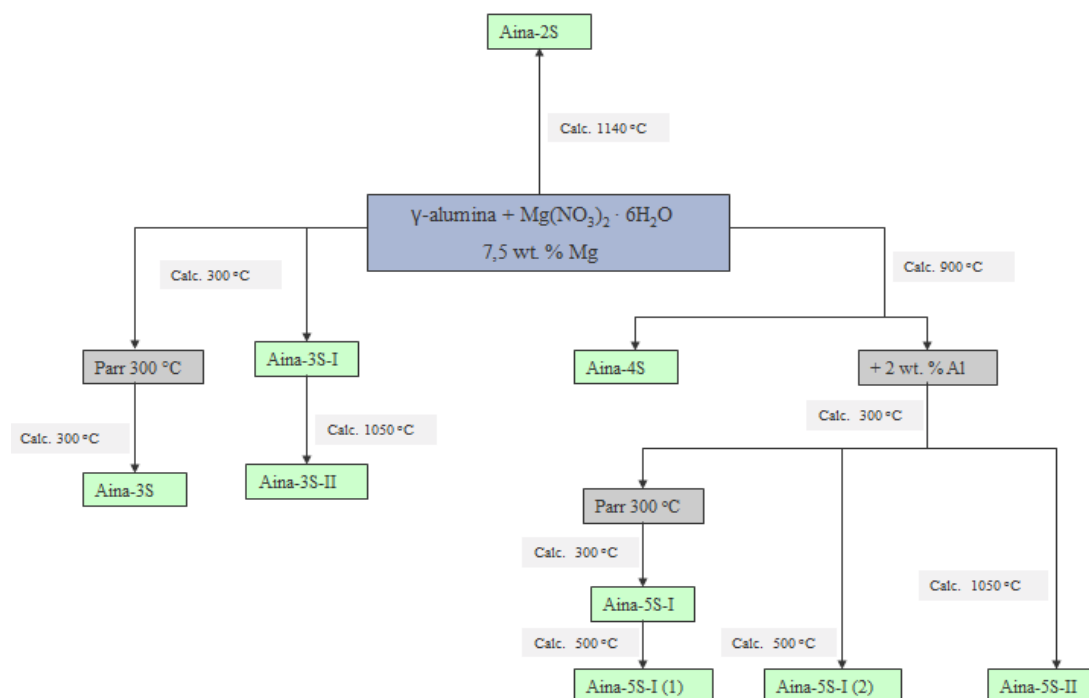 Aina-2S
Calc. 1140 °C
γ-alumina + Mg(NO₃)₂ · 6H₂O
7,5 wt. % Mg
Calc. 300 °C
Calc. 900 °C
Parr 300 °C
Aina-3S-I
Aina-4S
+ 2 wt. % Al
Calc. 300 °C
Calc. 1050 °C
Calc. 300 °C
Aina-3S
Aina-3S-II
Parr 300 °C
Calc. 300 °C
Calc. 1050 °C
Aina-5S-I
Calc. 500 °C
Calc. 500 °C
Aina-5S-I (1)
Aina-5S-I (2)
Aina-5S-II